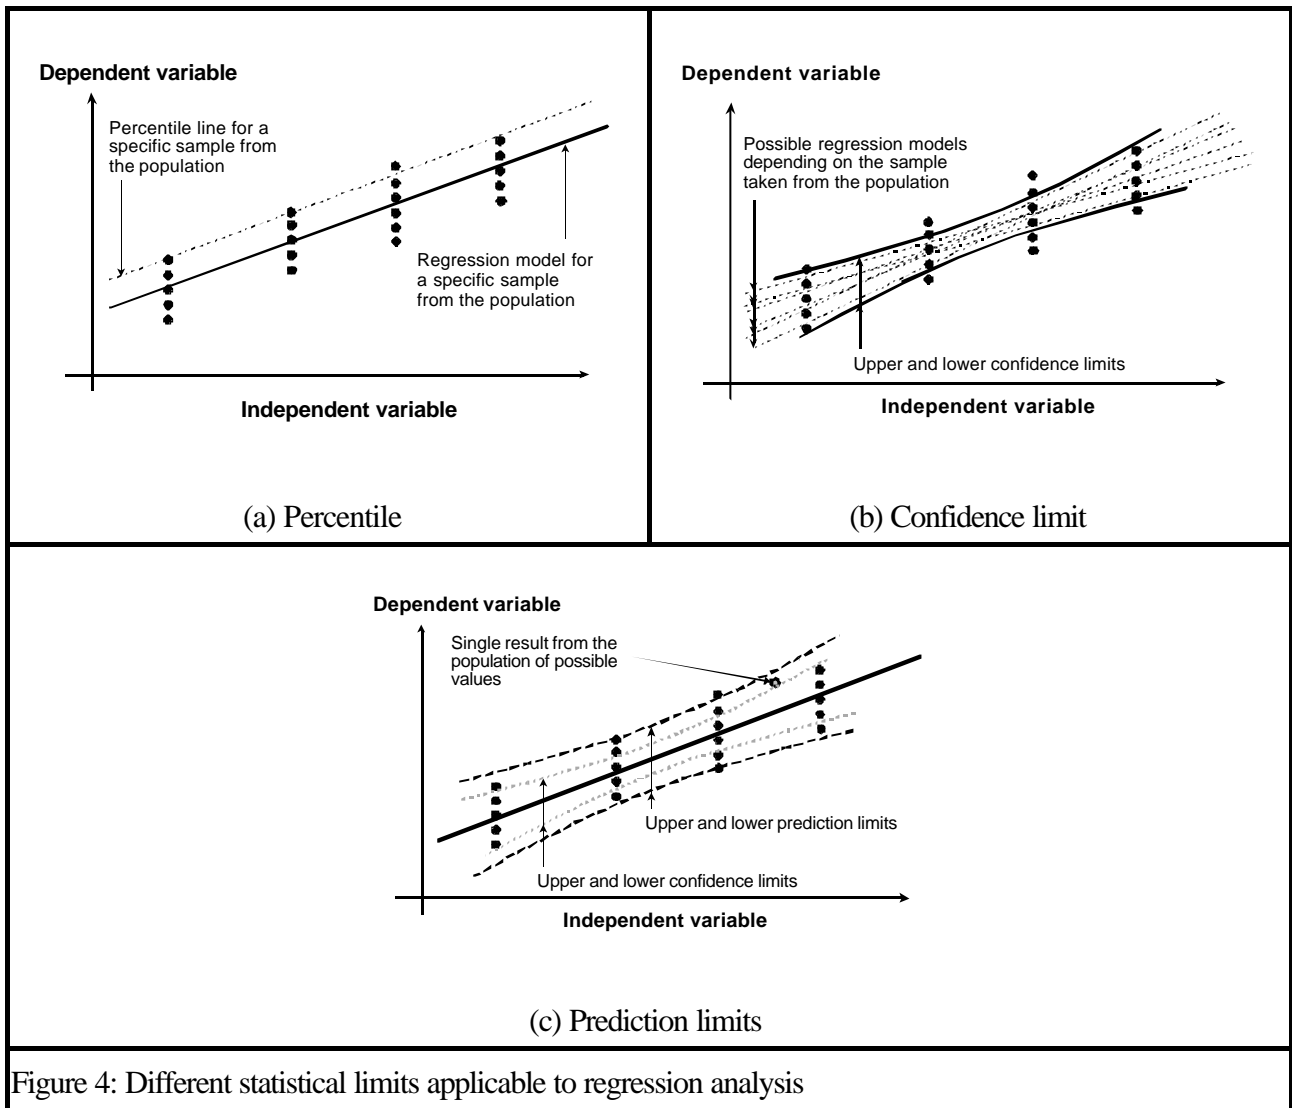 Dependent variable
Percentile line for a
specific sample from
the population
Regression model for
a specific sample
from the population
Independent variable
(a) Percentile
Dependent variable
Possible regression models
depending on the sample
taken from the population
Upper and lower confidence limits
Independent variable
(b) Confidence limit
Dependent variable
Single result from the
population of possible
values
Upper and lower prediction limits
Upper and lower confidence limits
Independent variable
(c) Prediction limits
Figure 4: Different statistical limits applicable to regression analysis